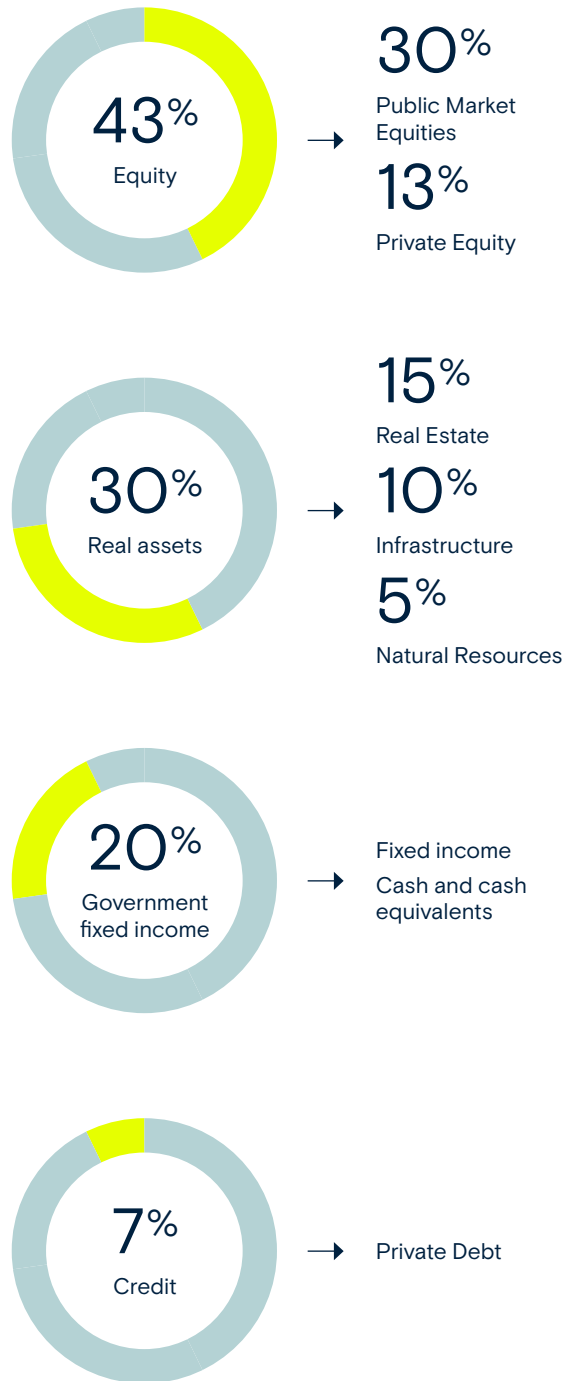 43%
Equity
30%
Public Market
Equities
13%
Private Equity
30%
Real assets
15%
Real Estate
10%
Infrastructure
5%
Natural Resources
20%
Government
fixed income
Fixed income
Cash and cash
equivalents
7%
Credit
Private Debt